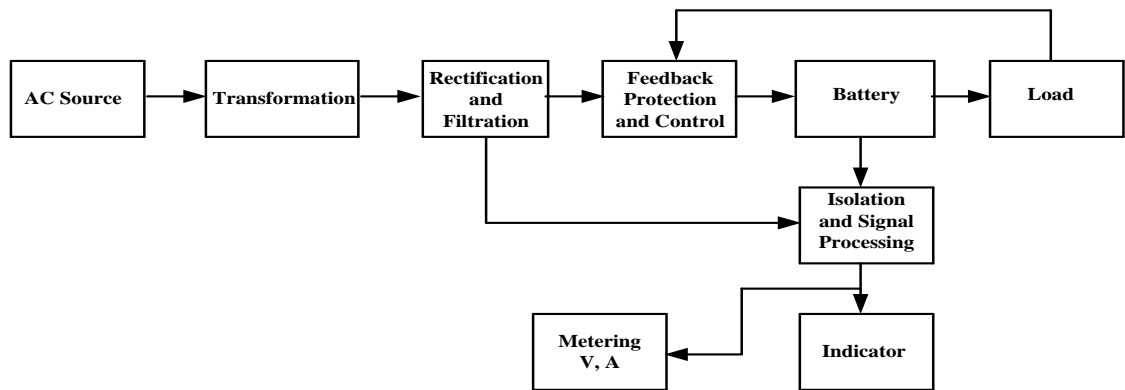 AC Source
Transformation
Rectification
and
Filtration
Feedback
Protection
and Control
Battery
Load
Isolation
and Signal
Processing
Metering
V, A
Indicator